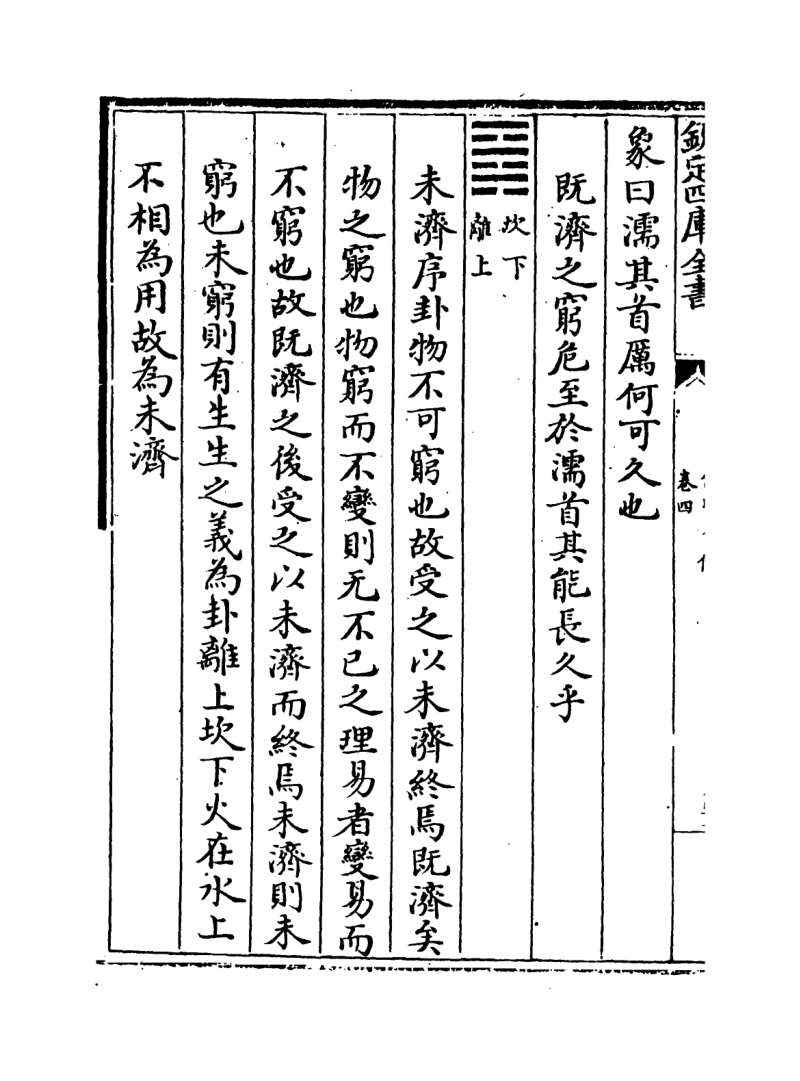 欽定四庫全書
卷四
象曰濡其首厲何可久也
既濟之窮危至於濡首其能長久乎
坎下
離上
未濟序卦物不可窮也故受之以未濟終焉既濟矣
物之窮也物窮而不變則无不已之理易者變易而
不窮也故既濟之後受之以未濟而終焉未濟則未
窮也未窮則有生生之義為卦離上坎下火在水上
不相為用故為未濟